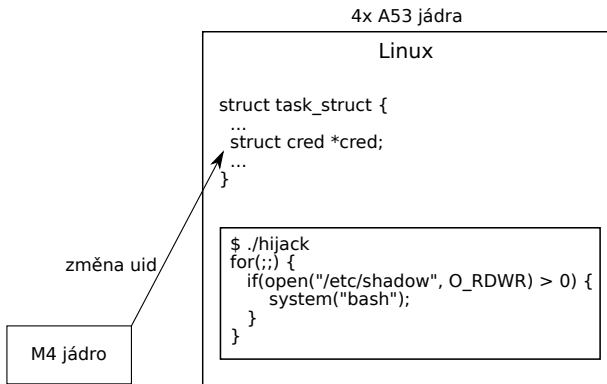 4x A53 jádra
Linux
struct task_struct {
...
struct cred *cred;
...
}
$ ./hijack
for(;;) {
if(open("/etc/shadow", O_RDWR) > 0) {
system("bash");
}
}
změna uid
M4 jádro